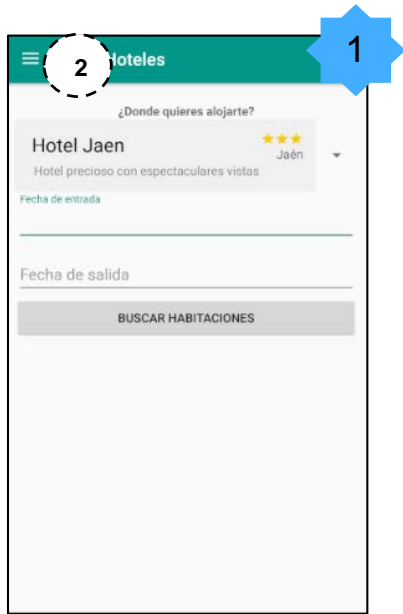 1
2
Hoteles
¿Donde quieres alojarte?
Hotel Jaen
Jaén
Hotel precioso con espectaculares vistas
Fecha de entrada
Fecha de salida
BUSCAR HABITACIONES